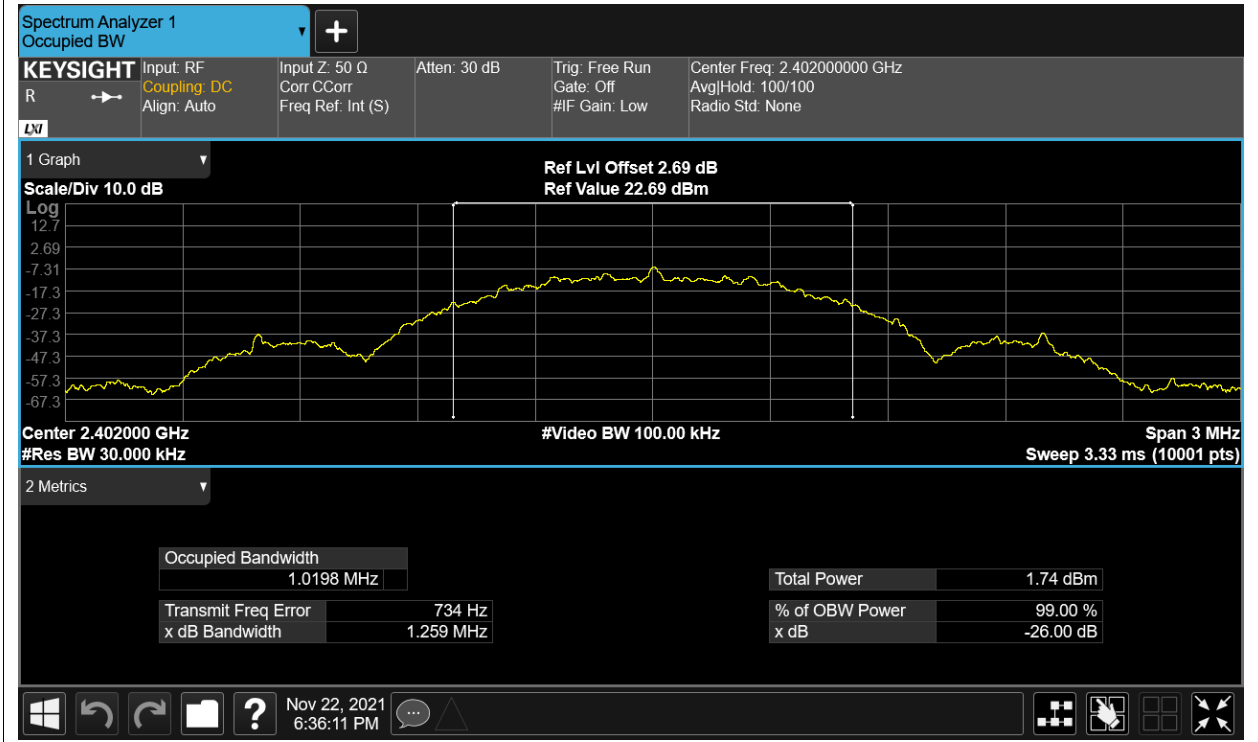 Spectrum Analyzer 1
Occupied BW
KEYSIGHT
R
LXI
Input: RF
Coupling: DC
Align: Auto
Input Z: 50 Ω
Corr CCorr
Freq Ref: Int (S)
Atten: 30 dB
Trig: Free Run
Gate: Off
#IF Gain: Low
Center Freq: 2.402000000 GHz
Avg|Hold: 100/100
Radio Std: None
1 Graph
Scale/Div 10.0 dB
Ref Lvl Offset 2.69 dB
Ref Value 22.69 dBm
Log
12.7
2.69
-7.31
-17.3
-27.3
-37.3
-47.3
-57.3
-67.3
Center 2.402000 GHz
#Video BW 100.00 kHz
Span 3 MHz
#Res BW 30.000 kHz
Sweep 3.33 ms (10001 pts)
2 Metrics
Occupied Bandwidth
1.0198 MHz
Total Power 1.74 dBm
Transmit Freq Error 734 Hz
% of OBW Power 99.00 %
x dB Bandwidth 1.259 MHz
x dB -26.00 dB
?
Nov 22, 2021
6:36:11 PM